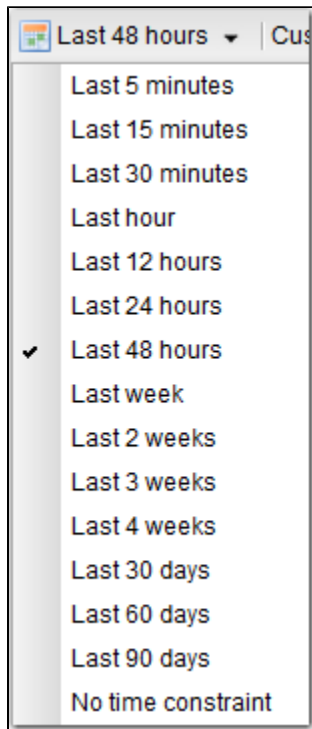 Last 48 hours Cus
Last 5 minutes
Last 15 minutes
Last 30 minutes
Last hour
Last 12 hours
Last 24 hours
Last 48 hours
Last week
Last 2 weeks
Last 3 weeks
Last 4 weeks
Last 30 days
Last 60 days
Last 90 days
No time constraint